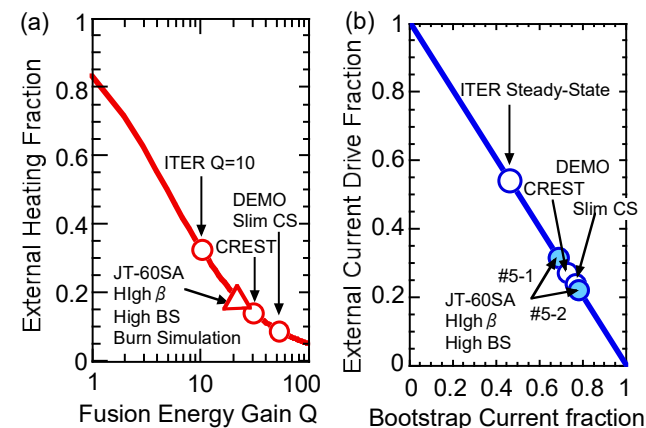 (a)
1
0.8
0.6
0.4
0.2
0
External Heating Fraction
ITER Q=10
DEMO
Slim CS
CREST
JT-60SA
HIgh β
High BS
Burn Simulation
1
10
100
Fusion Energy Gain Q
(b)
1
0.8
0.6
0.4
0.2
0
External Current Drive Fraction
ITER Steady-State
DEMO
CREST
Slim CS
#5-1
JT-60SA
HIgh β
#5-2
High BS
0 0.2 0.4 0.6 0.8 1
Bootstrap Current fraction